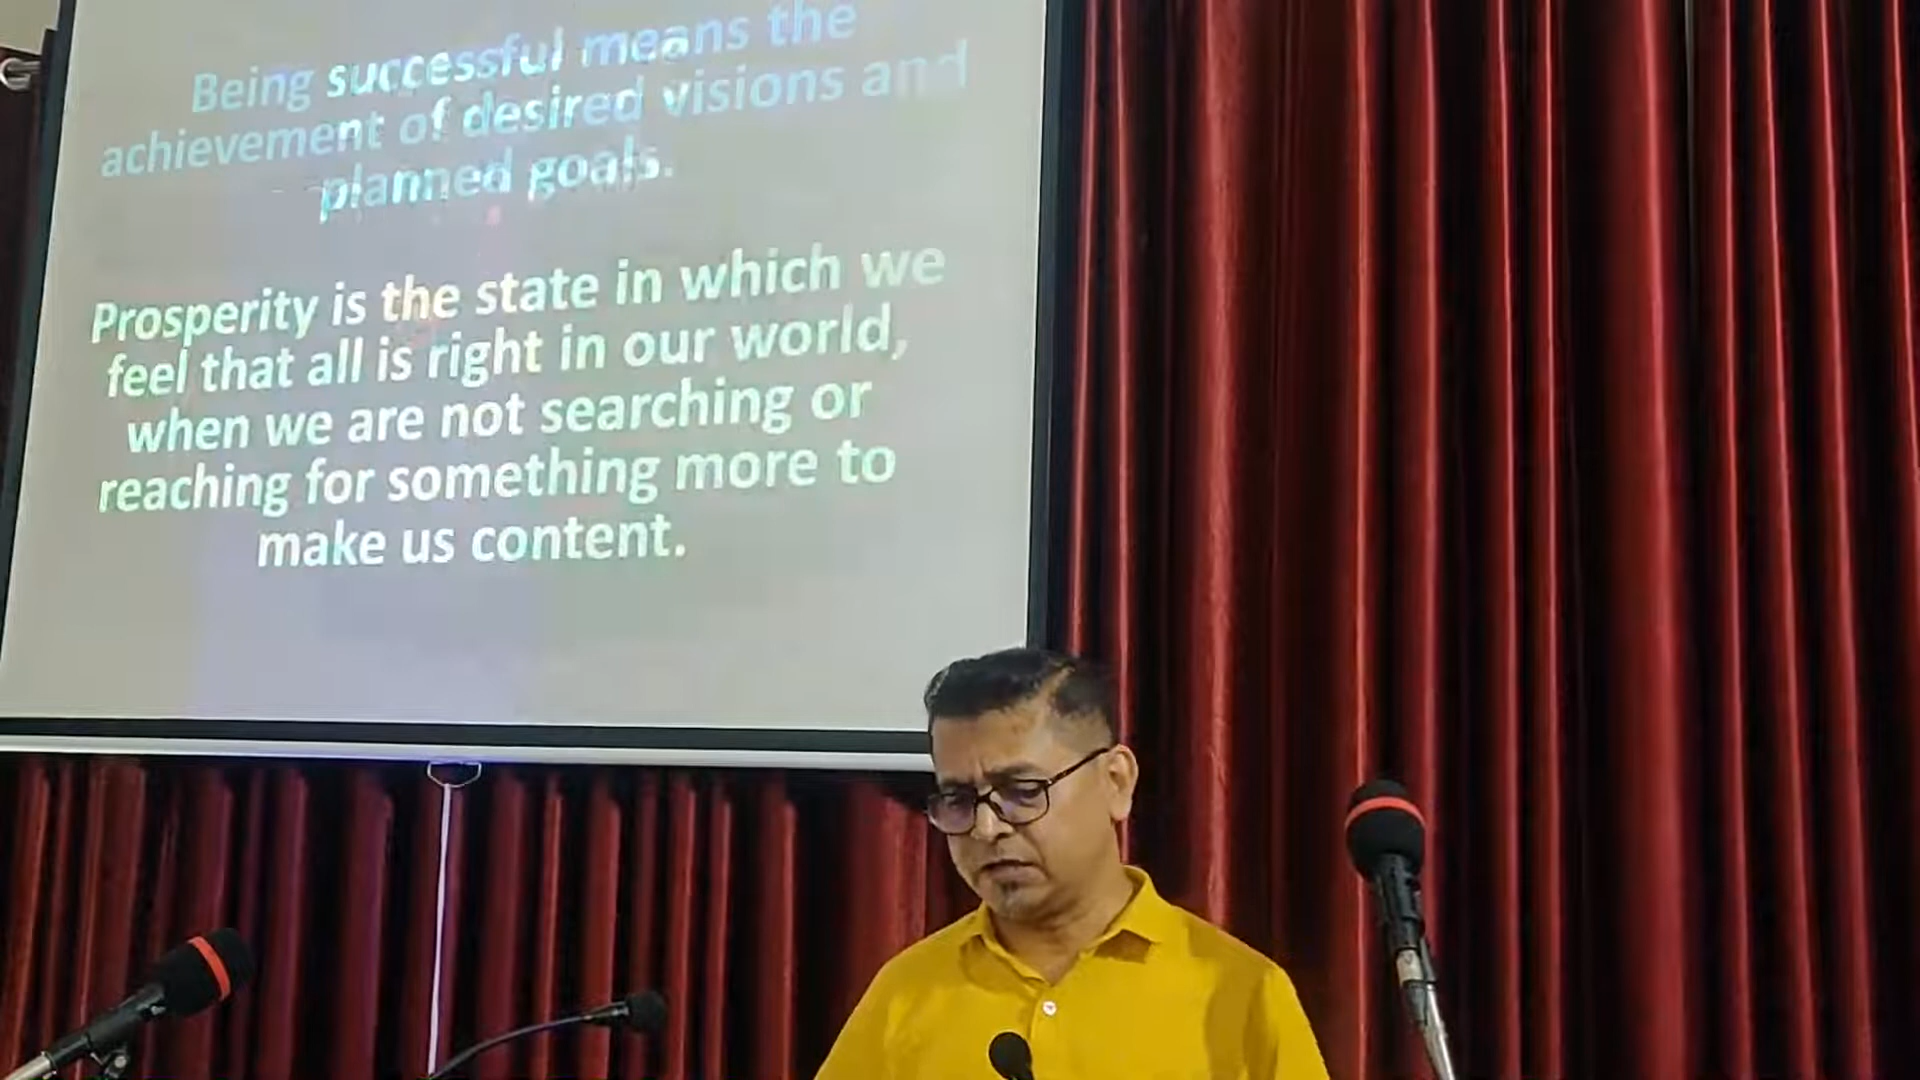 Being successful means the
achievement of desired visions and
planned goals.
Prosperity is the state in which we
feel that all is right in our world,
when we are not searching or
reaching for something more to
make us content.